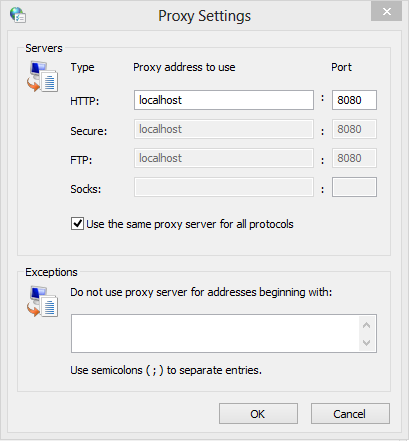 Proxy Settings
Servers
Type Proxy address to use Port
HTTP: localhost : 8080
Secure: localhost : 8080
FTP: localhost : 8080
Socks: :
Use the same proxy server for all protocols
Exceptions
Do not use proxy server for addresses beginning with:
Use semicolons ( ; ) to separate entries.
OK Cancel